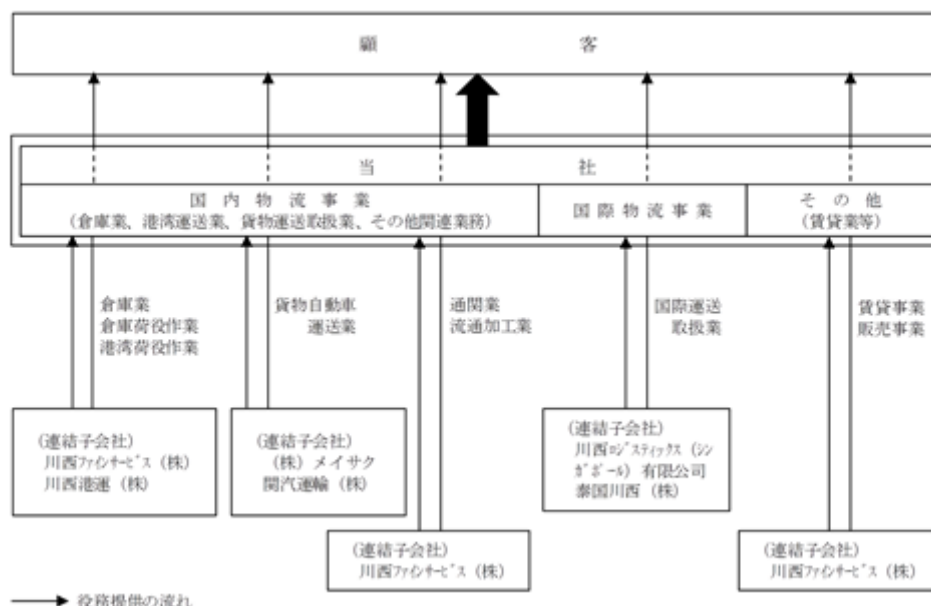 顧客
当社
国内物流事業
(倉庫業、港湾運送業、貨物運送取扱業、その他関連業務)
国際物流事業
その他
(賃貸業等)
倉庫業
倉庫荷役作業
港湾荷役作業
貨物自動車
運送業
通関業
流通加工業
国際運送
取扱業
賃貸事業
販売事業
(連結子会社)
川西ファインサービス(株)
川西港運(株)
(連結子会社)
(株)メイサク
関汽運輸(株)
(連結子会社)
川西ロジスティックス(シン
ガポール)有限公司
泰国川西(株)
(連結子会社)
川西ファインサービス(株)
(連結子会社)
川西ファインサービス(株)
役務提供の流れ